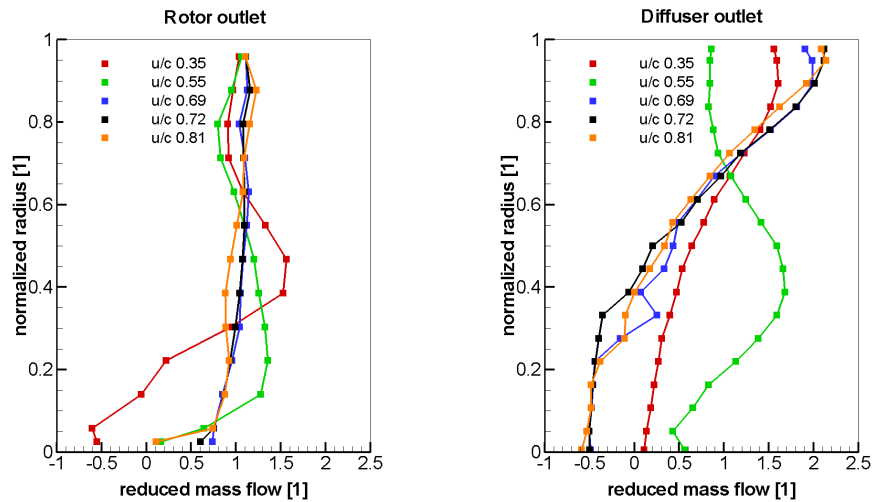 Rotor outlet
normalized radius [1]
1
0.8
0.6
0.4
0.2
0
-1 -0.5 0 0.5 1 1.5 2 2.5
reduced mass flow [1]
u/c 0.35
u/c 0.55
u/c 0.69
u/c 0.72
u/c 0.81
Diffuser outlet
normalized radius [1]
1
0.8
0.6
0.4
0.2
0
-1 -0.5 0 0.5 1 1.5 2 2.5
reduced mass flow [1]
u/c 0.35
u/c 0.55
u/c 0.69
u/c 0.72
u/c 0.81